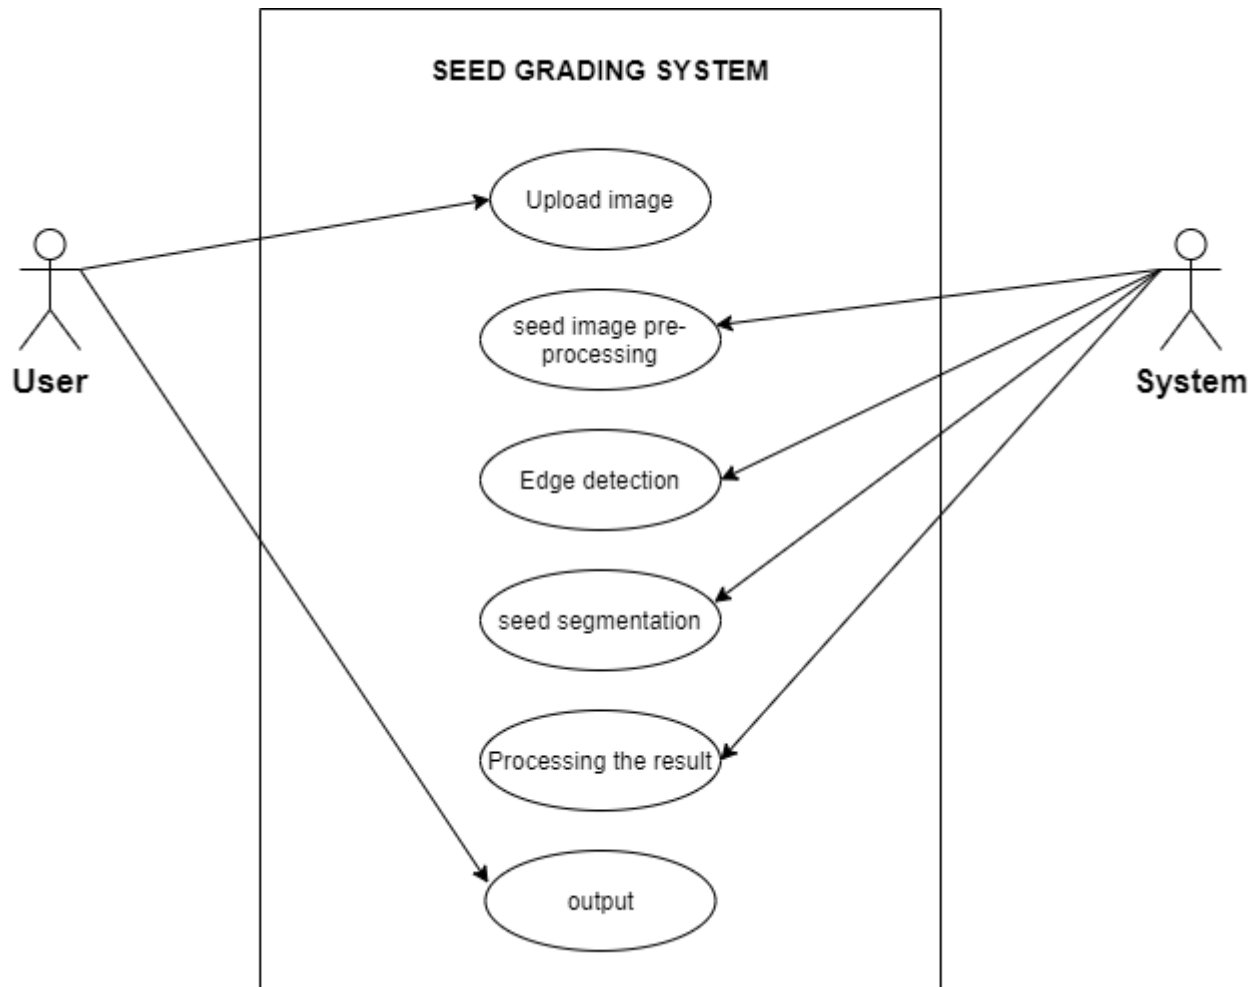 SEED GRADING SYSTEM
Upload image
seed image pre-
processing
User
System
Edge detection
seed segmentation
Processing the result
output